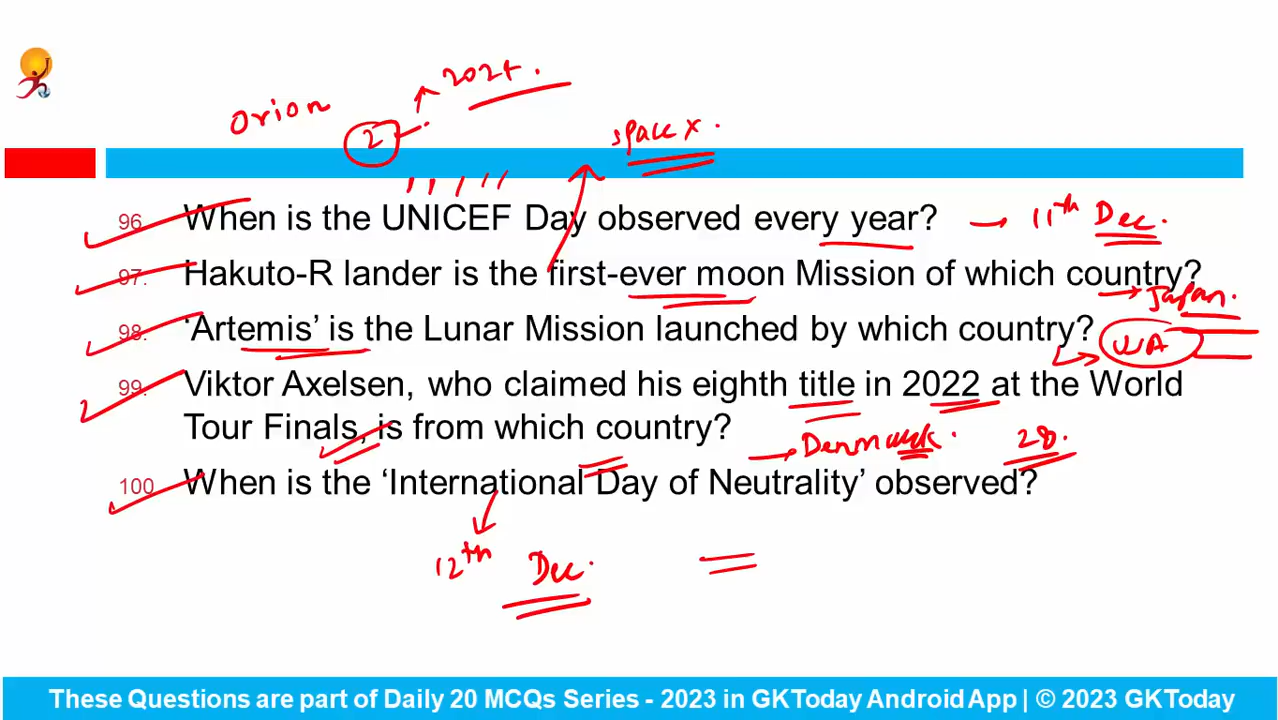 2024.
Orion
2
space x.
96. When is the UNICEF Day observed every year? → 11th Dec.
97. Hakuto-R lander is the first-ever moon Mission of which country?
→ Japan.
98. ‘Artemis’ is the Lunar Mission launched by which country?
99. Viktor Axelsen, who claimed his eighth title in 2022 at the World
Tour Finals, is from which country?
→ Denmark. 28.
100 When is the ‘International Day of Neutrality’ observed?
12th Dec.
These Questions are part of Daily 20 MCQs Series - 2023 in GKToday Android App | © 2023 GKToday